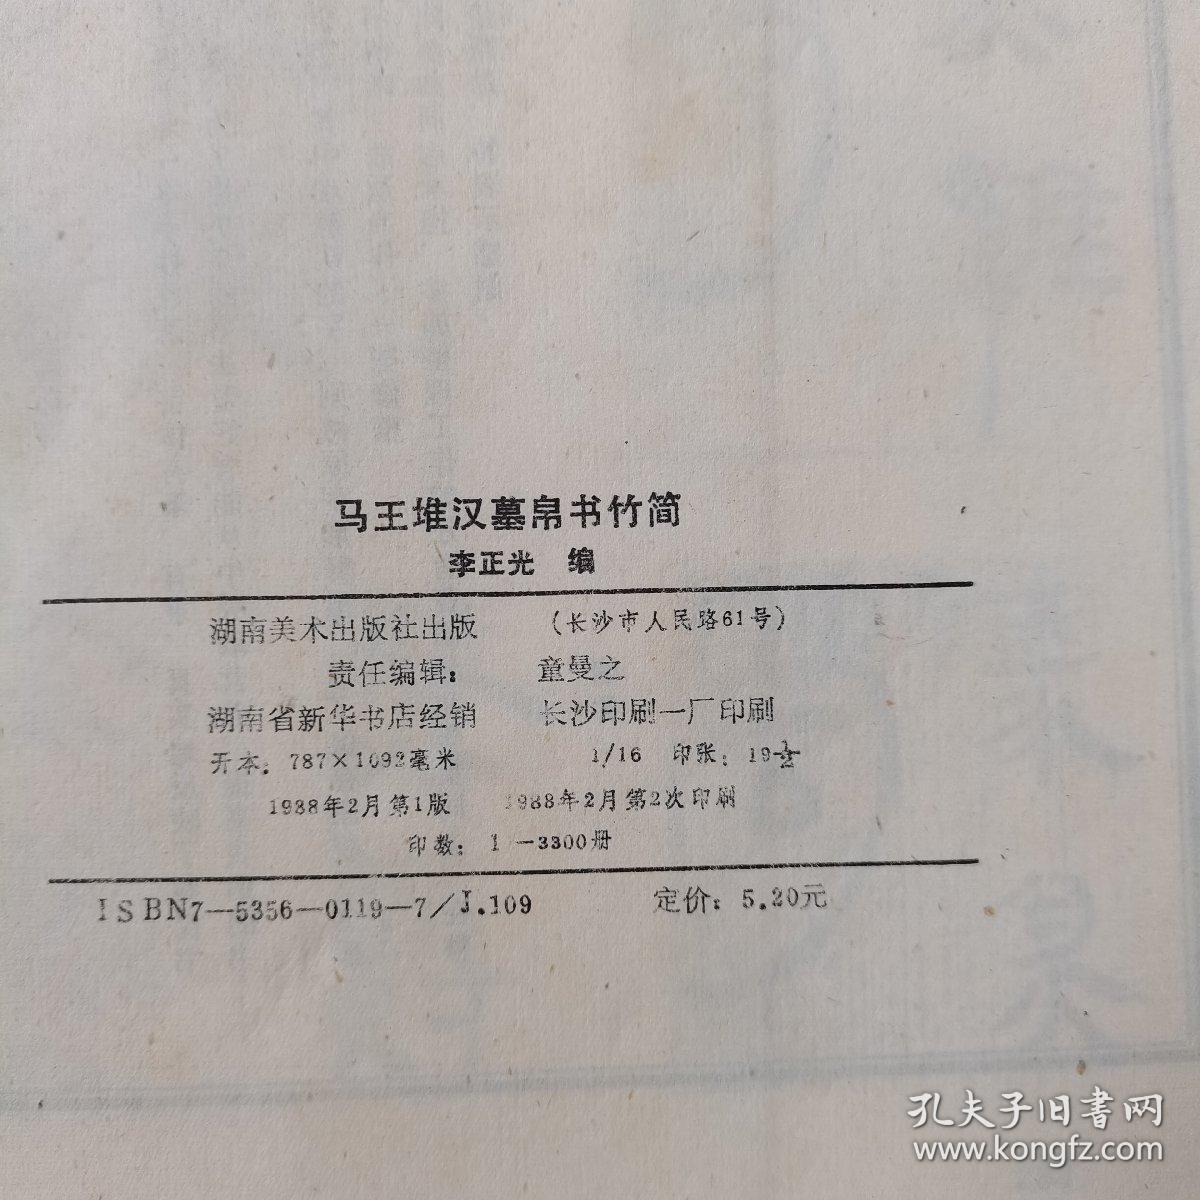 马王堆汉墓帛书竹简
李正光 编
湖南美术出版社出版 (长沙市人民路61号)
责任编辑: 童曼之
湖南省新华书店经销 长沙印刷一厂印刷
开本: 787×1092毫米 1/16 印张: 19½
1988年2月第1版 1988年2月第2次印刷
印数: 1—3300册
ISBN7—5356—0119—7/J.109 定价: 5.20元
孔夫子旧书网
www.kongfz.com